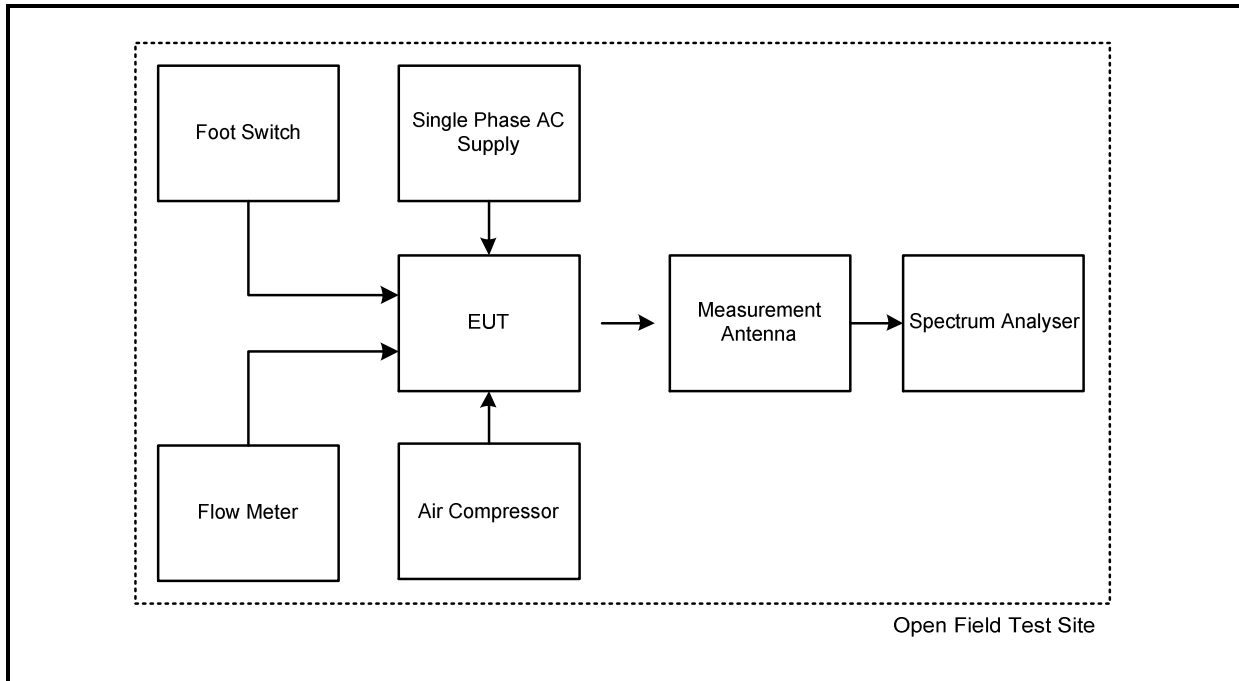 Foot Switch
Single Phase AC
Supply
EUT
Measurement
Antenna
Spectrum Analyser
Flow Meter
Air Compressor
Open Field Test Site